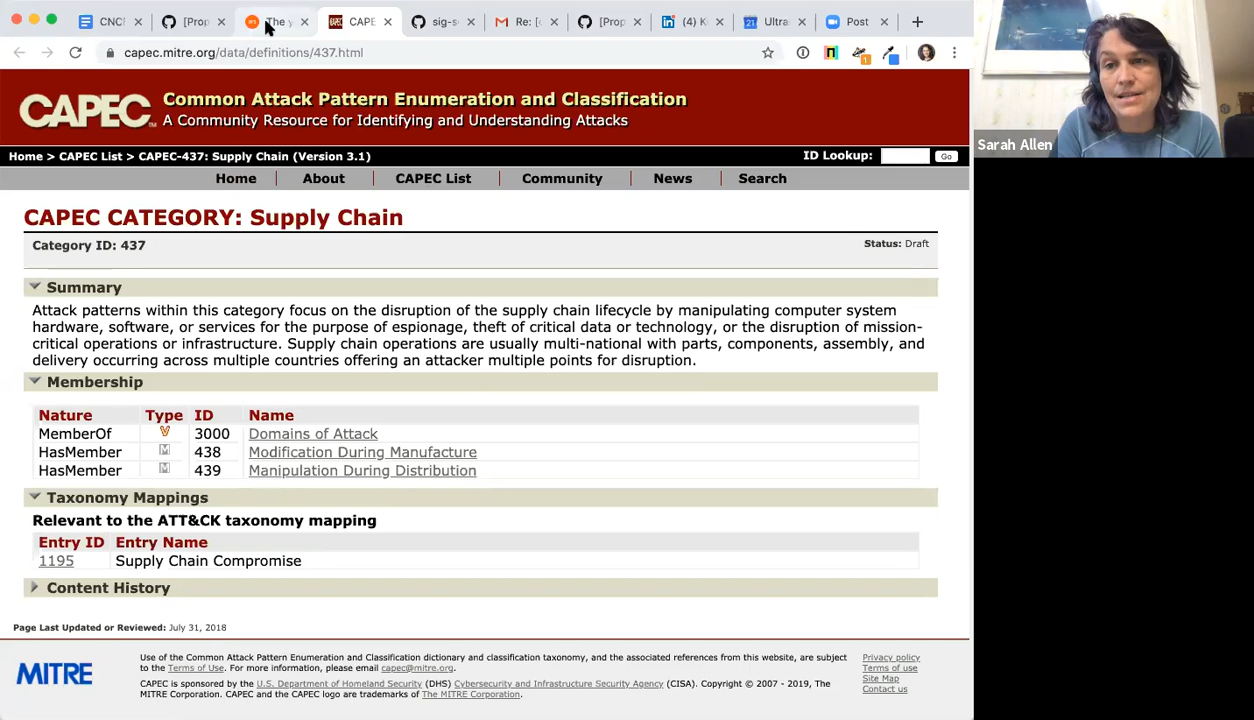 CNCF
[Prop
The y
CAPE
sig-s
Gmail Re: [
[Prop
(4) K
Ultra
Post
capec.mitre.org/data/definitions/437.html
CAPEC
Common Attack Pattern Enumeration and Classification
A Community Resource for Identifying and Understanding Attacks
Sarah Allen
Home > CAPEC List > CAPEC-437: Supply Chain (Version 3.1)
ID Lookup:
Go
Home
About
CAPEC List
Community
News
Search
CAPEC CATEGORY: Supply Chain
Category ID: 437
Status: Draft
Summary
Attack patterns within this category focus on the disruption of the supply chain lifecycle by manipulating computer system
hardware, software, or services for the purpose of espionage, theft of critical data or technology, or the disruption of mission-
critical operations or infrastructure. Supply chain operations are usually multi-national with parts, components, assembly, and
delivery occurring across multiple countries offering an attacker multiple points for disruption.
Membership
Nature Type ID Name
MemberOf V 3000 Domains of Attack
HasMember M 438 Modification During Manufacture
HasMember M 439 Manipulation During Distribution
Taxonomy Mappings
Relevant to the ATT&CK taxonomy mapping
Entry ID Entry Name
1195 Supply Chain Compromise
Content History
Page Last Updated or Reviewed: July 31, 2018
MITRE
Use of the Common Attack Pattern Enumeration and Classification dictionary and classification taxonomy, and the associated references from this website, are subject
to the Terms of Use. For more information, please email capec@mitre.org.
CAPEC is sponsored by the U.S. Department of Homeland Security (DHS) Cybersecurity and Infrastructure Security Agency (CISA). Copyright © 2007 - 2019, The
MITRE Corporation. CAPEC and the CAPEC logo are trademarks of The MITRE Corporation.
Privacy policy
Terms of use
Site Map
Contact us